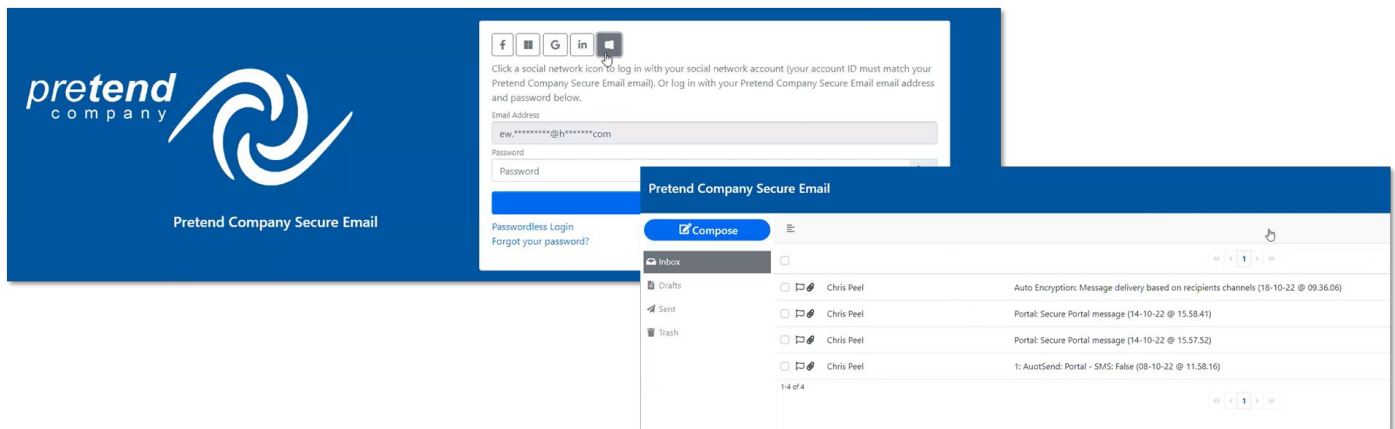 pretend
company
Pretend Company Secure Email
Click a social network icon to log in with your social network account (your account ID must match your
Pretend Company Secure Email email). Or log in with your Pretend Company Secure Email email address
and password below.
Email Address
ew.*********@h*******com
Password
Password
Passwordless Login
Forgot your password?
Pretend Company Secure Email
Compose
Inbox
« ‹ 1 › »
Drafts
Chris Peel Auto Encryption: Message delivery based on recipients channels (18-10-22 @ 09.36.06)
Sent
Chris Peel Portal: Secure Portal message (14-10-22 @ 15.58.41)
Trash
Chris Peel Portal: Secure Portal message (14-10-22 @ 15.57.52)
Chris Peel 1: AuotSend: Portal - SMS: False (08-10-22 @ 11.58.16)
1-4 of 4
« ‹ 1 › »